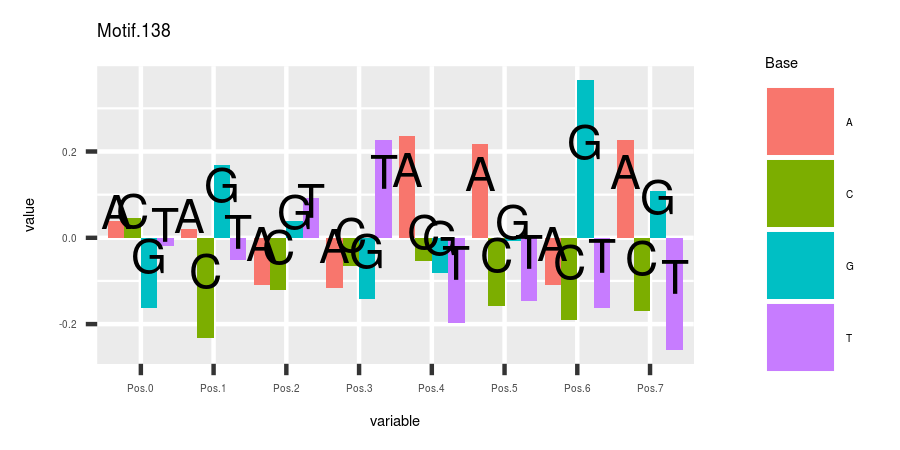 Motif.138
value
0.2
0.0
-0.2
A C G T A C G T A C G T A C G T A C G T A C G T A C G T A C G T
Pos.0 Pos.1 Pos.2 Pos.3 Pos.4 Pos.5 Pos.6 Pos.7
variable
Base
A
C
G
T